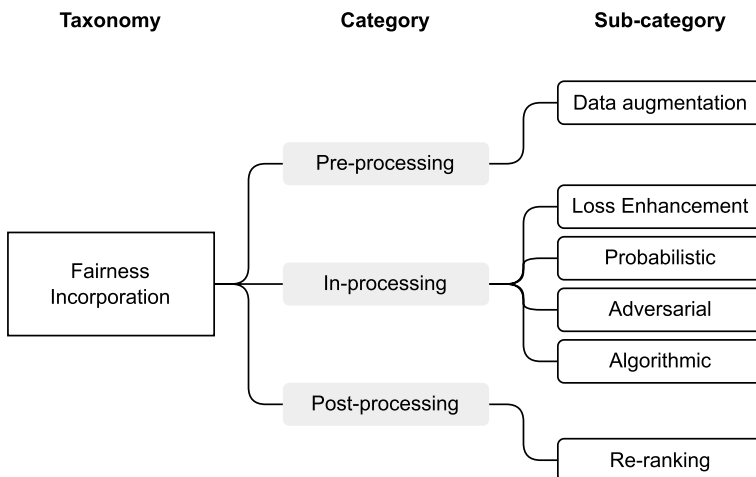 Taxonomy
Category
Sub-category
Data augmentation
Pre-processing
Loss Enhancement
Fairness
Incorporation
In-processing
Probabilistic
Adversarial
Algorithmic
Post-processing
Re-ranking